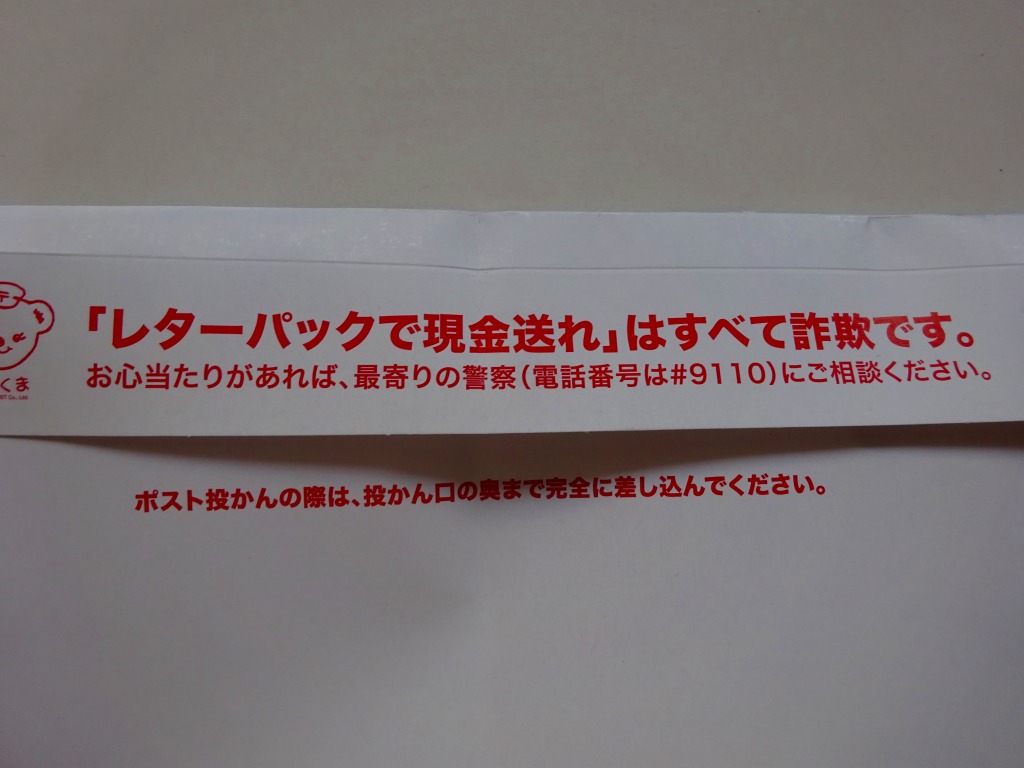 「レターパックで現金送れ」はすべて詐欺です。
お心当たりがあれば、最寄りの警察(電話番号は#9110)にご相談ください。
くま
ポスト投かんの際は、投かん口の奥まで完全に差し込んでください。